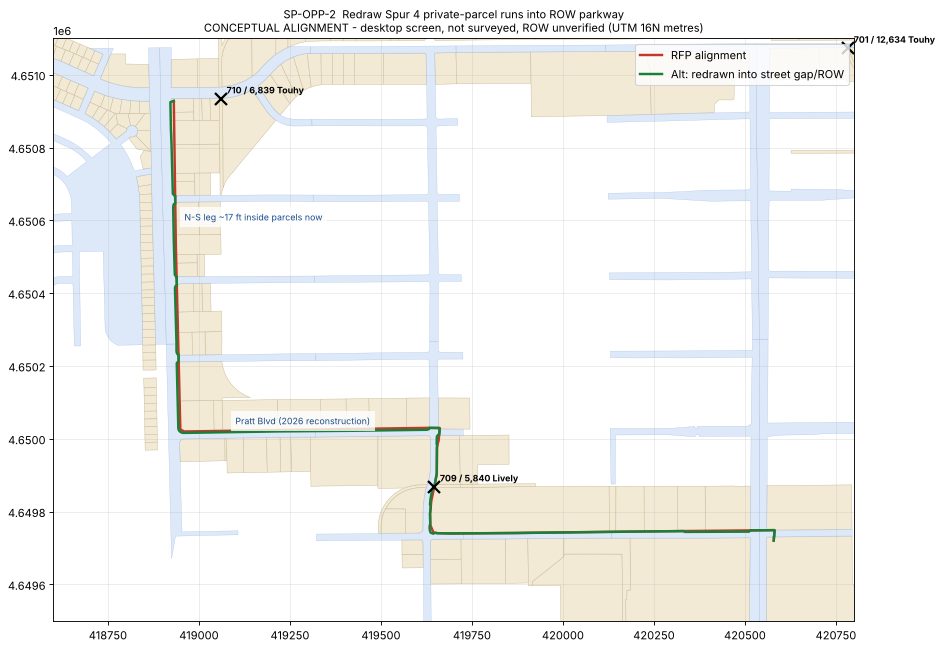 SP-OPP-2 Redraw Spur 4 private-parcel runs into ROW parkway
CONCEPTUAL ALIGNMENT - desktop screen, not surveyed, ROW unverified (UTM 16N metres)
1e6
701 / 12,634 Touhy
RFP alignment
Alt: redrawn into street gap/ROW
710 / 6,839 Touhy
N-S leg ~17 ft inside parcels now
Pratt Blvd (2026 reconstruction)
709 / 5,840 Lively
4.6510
4.6508
4.6506
4.6504
4.6502
4.6500
4.6498
4.6496
418750 419000 419250 419500 419750 420000 420250 420500 420750